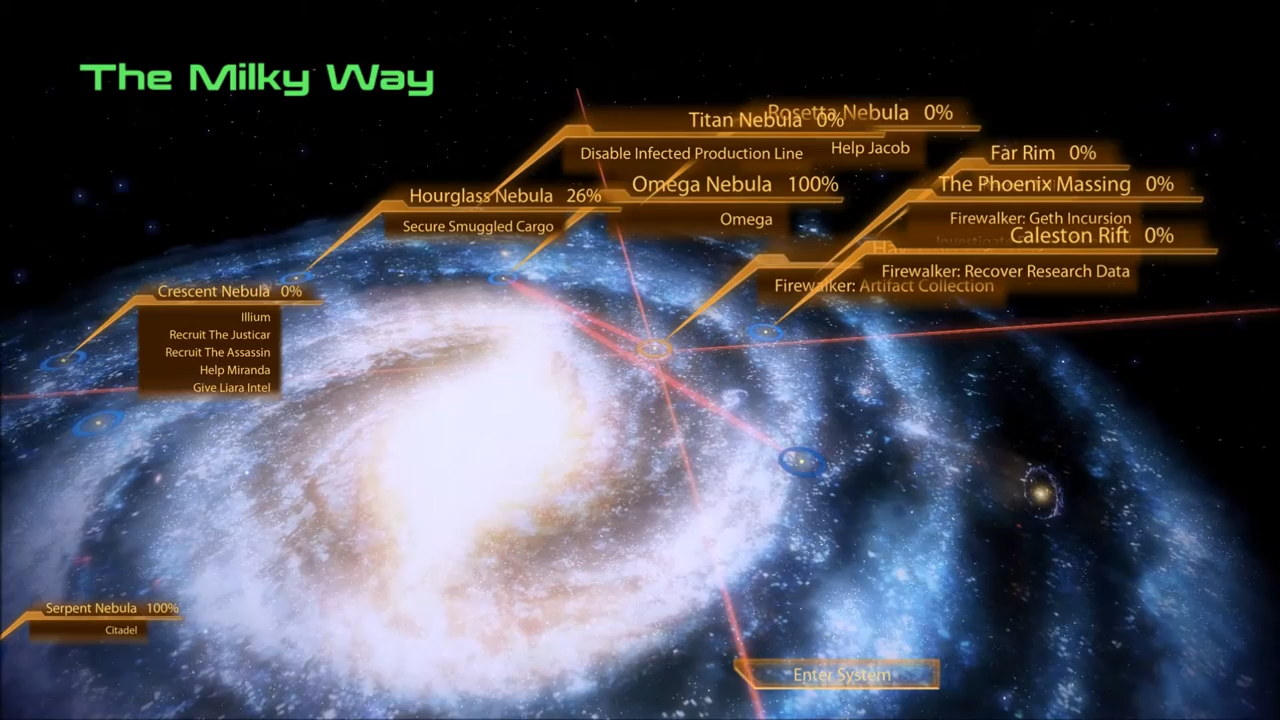 The Milky Way
Rosetta Nebula 0%
Help Jacob
Titan Nebula 0%
Disable Infected Production Line
Far Rim 0%
Omega Nebula 100%
Omega
The Phoenix Massing 0%
Firewalker: Geth Incursion
Hourglass Nebula 26%
Secure Smuggled Cargo
Caleston Rift 0%
Firewalker: Recover Research Data
Firewalker: Artifact Collection
Crescent Nebula 0%
Illium
Recruit The Justicar
Recruit The Assassin
Help Miranda
Give Liara Intel
Serpent Nebula 100%
Citadel
Enter System